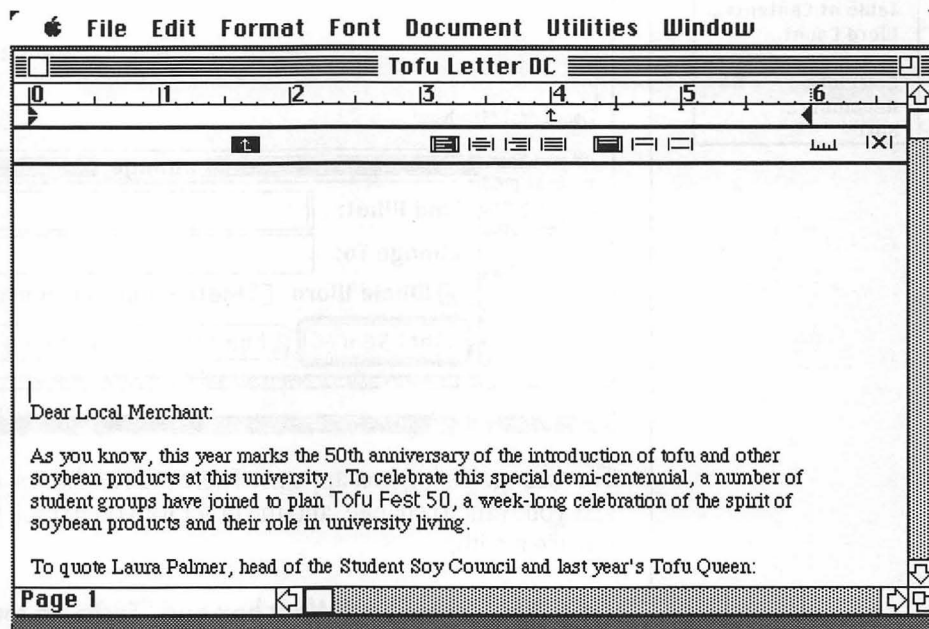 File Edit Format Font Document Utilities Window
Tofu Letter DC
0 1 2 3 4 5 6
Dear Local Merchant:
As you know, this year marks the 50th anniversary of the introduction of tofu and other
soybean products at this university. To celebrate this special demi-centennial, a number of
student groups have joined to plan Tofu Fest 50, a week-long celebration of the spirit of
soybean products and their role in university living.
To quote Laura Palmer, head of the Student Soy Council and last year's Tofu Queen:
Page 1